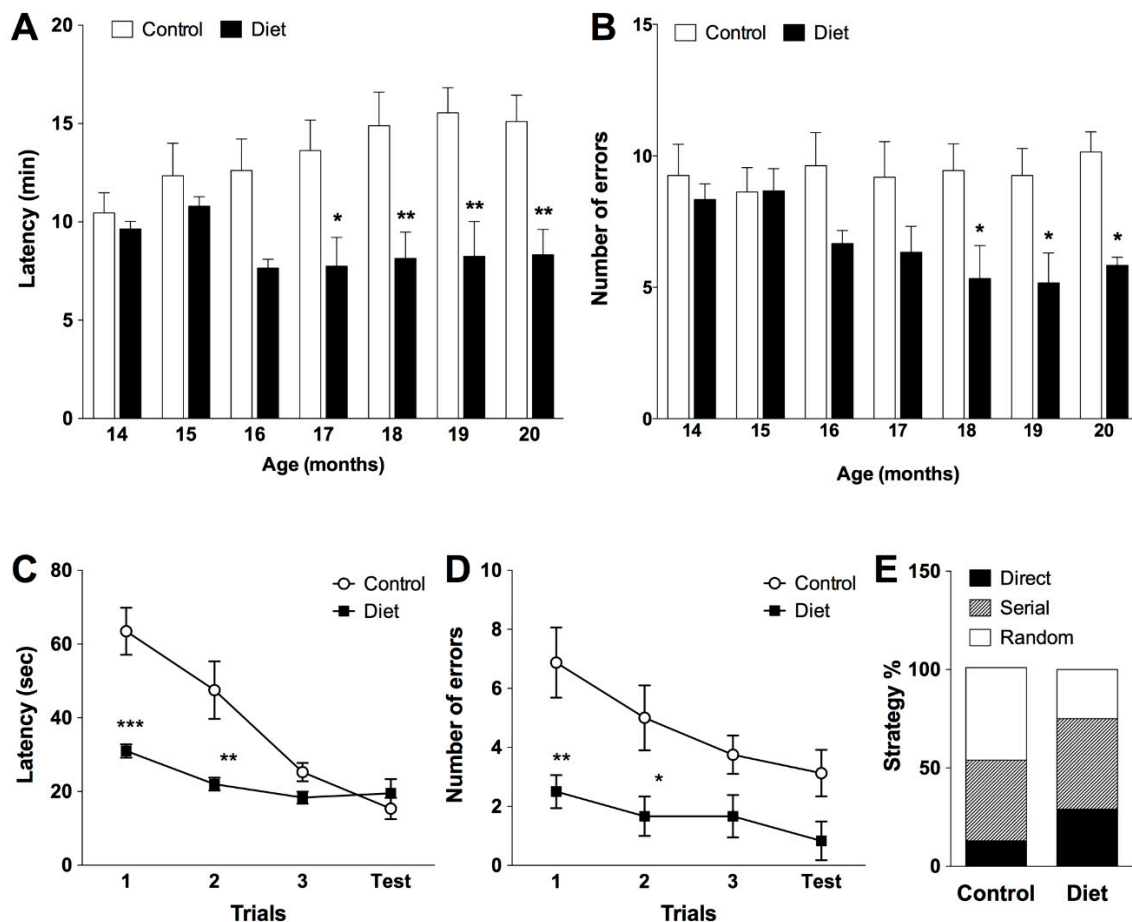 A
Control Diet
Latency (min)
20
15
10
5
0
* ** ** **
14 15 16 17 18 19 20
Age (months)
B
Control Diet
Number of errors
15
10
5
0
* * *
14 15 16 17 18 19 20
Age (months)
C
Control
Diet
Latency (sec)
80
60
40
20
0
***
**
1 2 3 Test
Trials
D
Control
Diet
Number of errors
10
8
6
4
2
0
**
*
1 2 3 Test
Trials
E
Direct
Serial
Random
Strategy %
150
100
50
0
Control Diet